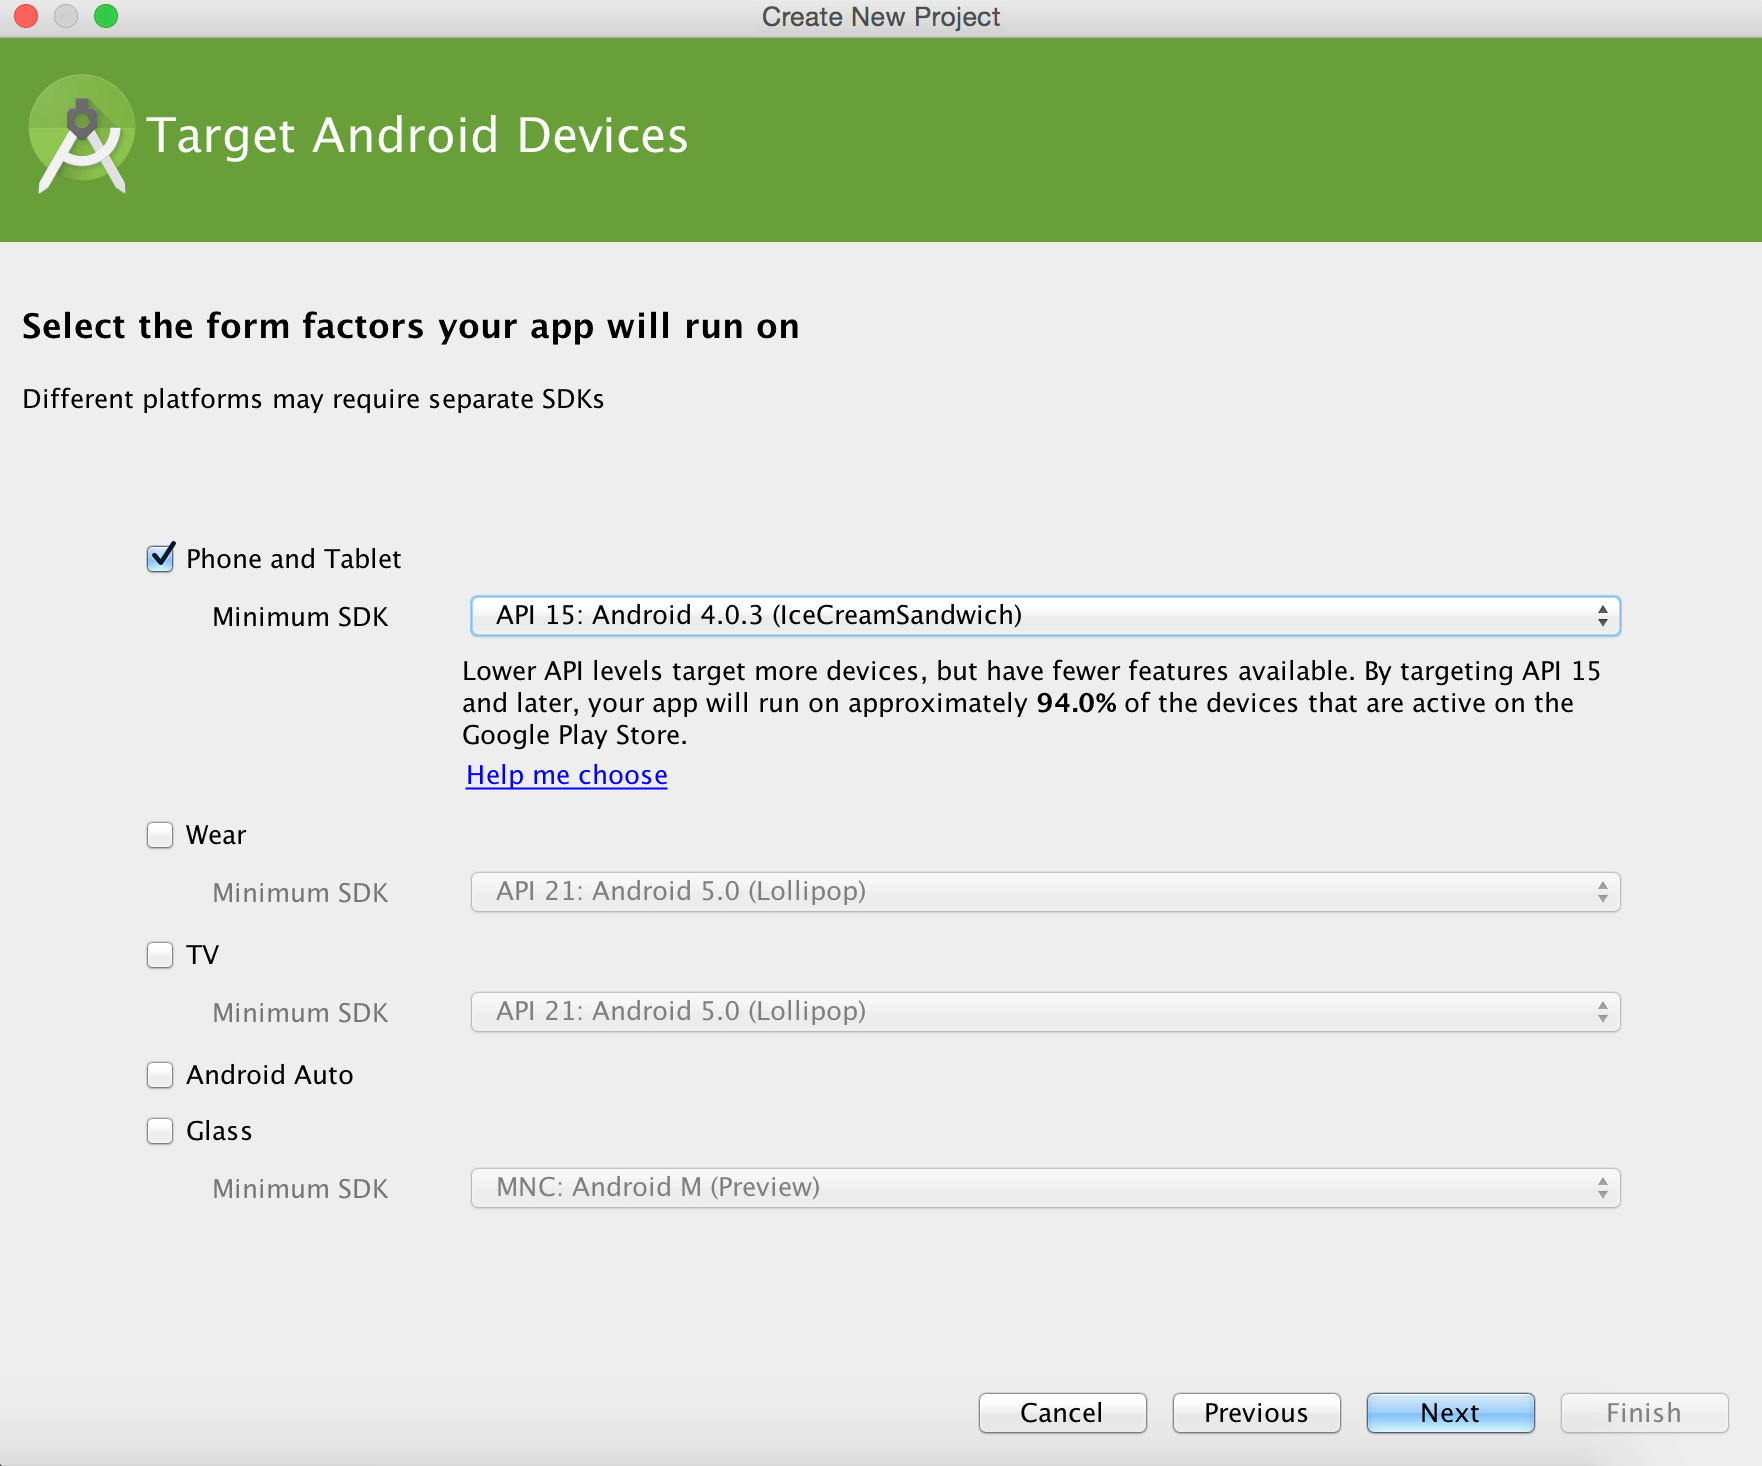 Create New Project
Target Android Devices
Select the form factors your app will run on
Different platforms may require separate SDKs
Phone and Tablet
Minimum SDK
API 15: Android 4.0.3 (IceCreamSandwich)
Lower API levels target more devices, but have fewer features available. By targeting API 15
and later, your app will run on approximately 94.0% of the devices that are active on the
Google Play Store.
Help me choose
Wear
Minimum SDK
API 21: Android 5.0 (Lollipop)
TV
Minimum SDK
API 21: Android 5.0 (Lollipop)
Android Auto
Glass
Minimum SDK
MNC: Android M (Preview)
Cancel
Previous
Next
Finish